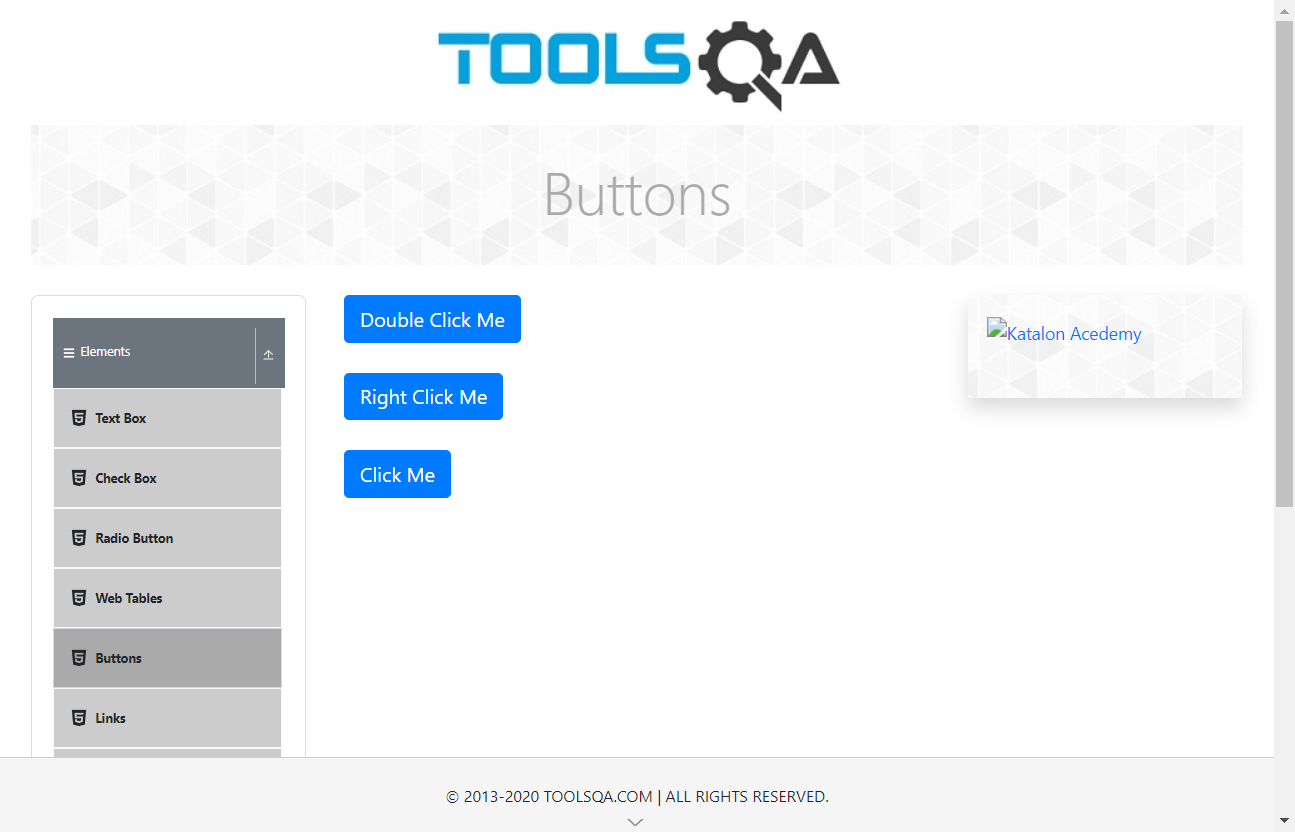 TOOLSQA
Buttons
Elements
Text Box
Check Box
Radio Button
Web Tables
Buttons
Links
Double Click Me
Right Click Me
Click Me
Katalon Acedemy
© 2013-2020 TOOLSQA.COM | ALL RIGHTS RESERVED.